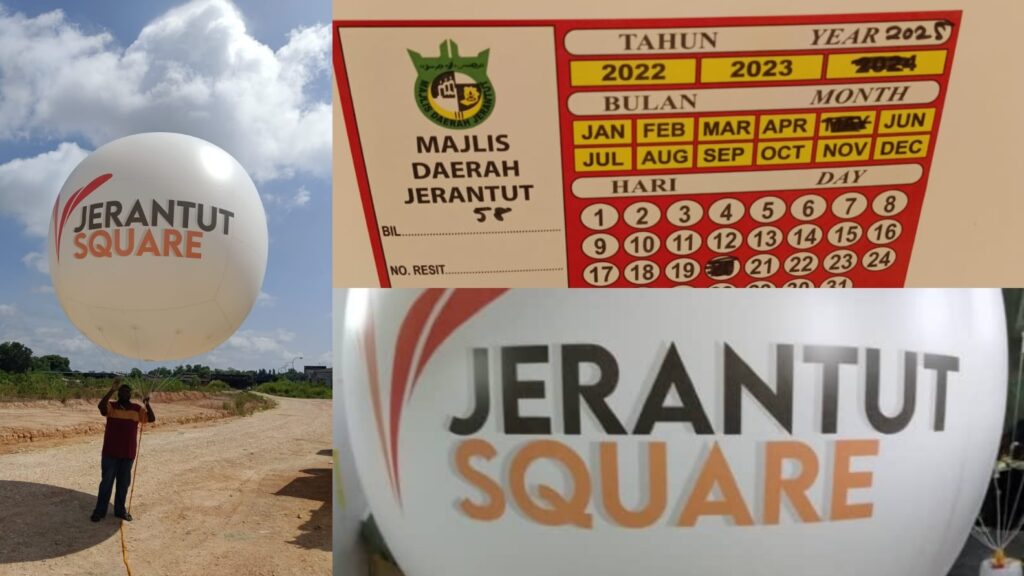 JERANTUT
SQUARE
MAJLIS
DAERAH
JERANTUT
58
BIL
NO. RESIT
TAHUN YEAR 2025
2022 2023 2024
BULAN MONTH
JAN FEB MAR APR MAY JUN
JUL AUG SEP OCT NOV DEC
HARI DAY
1 2 3 4 5 6 7 8
9 10 11 12 13 14 15 16
17 18 19 21 22 23 24
JERANTUT
SQUARE